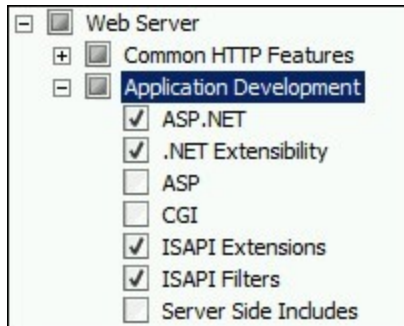 Web Server
Common HTTP Features
Application Development
ASP.NET
.NET Extensibility
ASP
CGI
ISAPI Extensions
ISAPI Filters
Server Side Includes